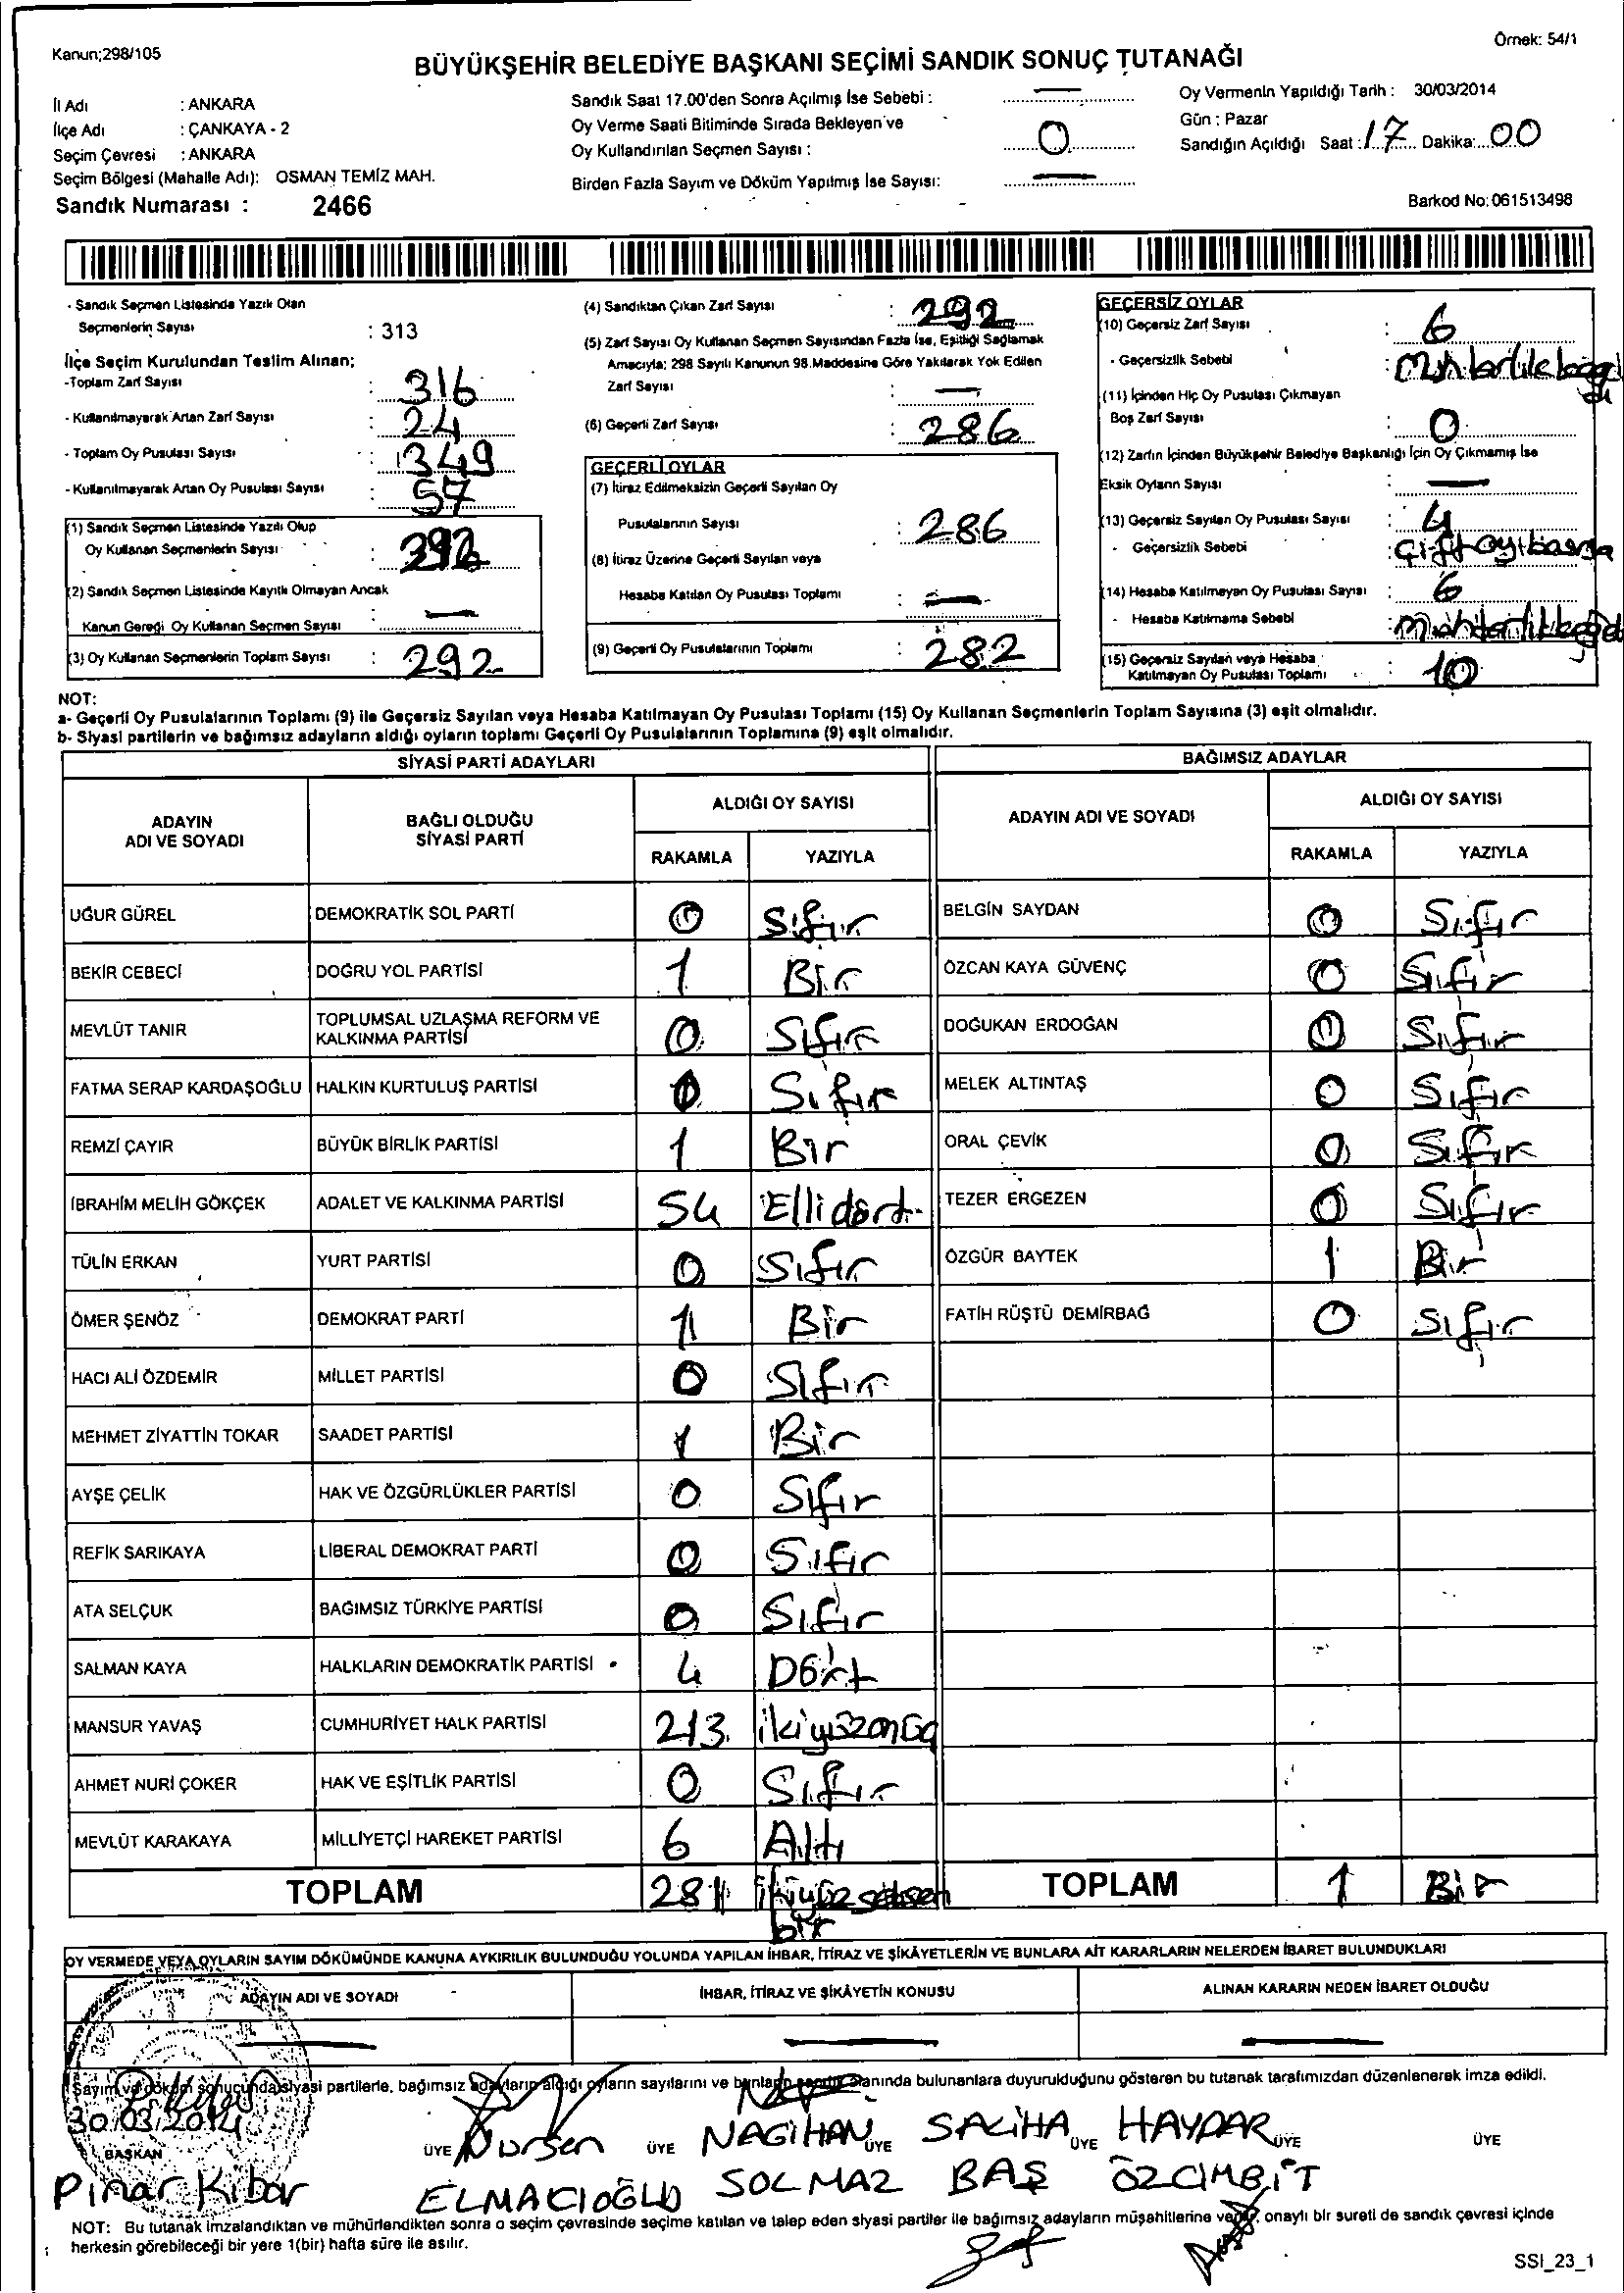 Kanun;298/105
Örnek: 54/1
BÜYÜKŞEHİR BELEDİYE BAŞKANI SEÇİMİ SANDIK SONUÇ TUTANAĞI
İl Adı : ANKARA
İlçe Adı : ÇANKAYA - 2
Seçim Çevresi : ANKARA
Seçim Bölgesi (Mahalle Adı): OSMAN TEMİZ MAH.
Sandık Numarası : 2466
Sandık Saat 17.00'den Sonra Açılmış İse Sebebi : —
Oy Verme Saati Bitiminde Sırada Bekleyen ve
Oy Kullandırılan Seçmen Sayısı : 0
Birden Fazla Sayım ve Döküm Yapılmış İse Sayısı: —
Oy Vermenin Yapıldığı Tarih : 30/03/2014
Gün : Pazar
Sandığın Açıldığı Saat : 17 Dakika: 00
Barkod No: 061513498
- Sandık Seçmen Listesinde Yazılı Olan
Seçmenlerin Sayısı : 313
İlçe Seçim Kurulundan Teslim Alınan;
-Toplam Zarf Sayısı : 316
- Kullanılmayarak Artan Zarf Sayısı : 24
- Toplam Oy Pusulası Sayısı : 349
- Kullanılmayarak Artan Oy Pusulası Sayısı : 57
(1) Sandık Seçmen Listesinde Yazılı Olup
Oy Kullanan Seçmenlerin Sayısı : 292
(2) Sandık Seçmen Listesinde Kayıtlı Olmayan Ancak
Kanun Gereği Oy Kullanan Seçmen Sayısı —
(3) Oy Kullanan Seçmenlerin Toplam Sayısı : 292
(4) Sandıktan Çıkan Zarf Sayısı : 292
(5) Zarf Sayısı Oy Kullanan Seçmen Sayısından Fazla İse, Eşitliği Sağlamak
Amacıyla; 298 Sayılı Kanunun 98.Maddesine Göre Yakılarak Yok Edilen
Zarf Sayısı : —
(6) Geçerli Zarf Sayısı : 286
GEÇERLİ OYLAR
(7) İtiraz Edilmeksizin Geçerli Sayılan Oy
Pusulalarının Sayısı : 286
(8) İtiraz Üzerine Geçerli Sayılan veya
Hesaba Katılan Oy Pusulası Toplamı : —
(9) Geçerli Oy Pusulalarının Toplamı : 282
GEÇERSİZ OYLAR
(10) Geçersiz Zarf Sayısı : 6
- Geçersizlik Sebebi :
(11) İçinden Hiç Oy Pusulası Çıkmayan
Boş Zarf Sayısı : 0
(12) Zarfın İçinden Büyükşehir Belediye Başkanlığı İçin Oy Çıkmamış İse
Eksik Oyların Sayısı : —
(13) Geçersiz Sayılan Oy Pusulası Sayısı : 4
- Geçersizlik Sebebi : Çift
(14) Hesaba Katılmayan Oy Pusulası Sayısı : 6
- Hesaba Katılmama Sebebi :
(15) Geçersiz Sayılan veya Hesaba
Katılmayan Oy Pusulası Toplamı : 10
NOT:
a- Geçerli Oy Pusulalarının Toplamı (9) ile Geçersiz Sayılan veya Hesaba Katılmayan Oy Pusulası Toplamı (15) Oy Kullanan Seçmenlerin Toplam Sayısına (3) eşit olmalıdır.
b- Siyasi partilerin ve bağımsız adayların aldığı oyların toplamı Geçerli Oy Pusulalarının Toplamına (9) eşit olmalıdır.
SİYASİ PARTİ ADAYLARI
ADAYIN
ADI VE SOYADI
BAĞLI OLDUĞU
SİYASİ PARTİ
ALDIĞI OY SAYISI
RAKAMLA YAZIYLA
UĞUR GÜREL DEMOKRATİK SOL PARTİ 0 Sıfır
BEKİR CEBECİ DOĞRU YOL PARTİSİ 1 Bir
MEVLÜT TANIR TOPLUMSAL UZLAŞMA REFORM VE
KALKINMA PARTİSİ 0 Sıfır
FATMA SERAP KARDAŞOĞLU HALKIN KURTULUŞ PARTİSİ 0 Sıfır
REMZİ ÇAYIR BÜYÜK BİRLİK PARTİSİ 1 Bir
İBRAHİM MELİH GÖKÇEK ADALET VE KALKINMA PARTİSİ 54 Ellidört
TÜLİN ERKAN YURT PARTİSİ 0 Sıfır
ÖMER ŞENÖZ DEMOKRAT PARTİ 1 Bir
HACI ALİ ÖZDEMİR MİLLET PARTİSİ 0 Sıfır
MEHMET ZİYATTİN TOKAR SAADET PARTİSİ 1 Bir
AYŞE ÇELİK HAK VE ÖZGÜRLÜKLER PARTİSİ 0 Sıfır
REFİK SARIKAYA LİBERAL DEMOKRAT PARTİ 0 Sıfır
ATA SELÇUK BAĞIMSIZ TÜRKİYE PARTİSİ 0 Sıfır
SALMAN KAYA HALKLARIN DEMOKRATİK PARTİSİ 4 Dört
MANSUR YAVAŞ CUMHURİYET HALK PARTİSİ 213
AHMET NURİ ÇOKER HAK VE EŞİTLİK PARTİSİ 0 Sıfır
MEVLÜT KARAKAYA MİLLİYETÇİ HAREKET PARTİSİ 6 Altı
TOPLAM 281 ikiyüz seksen
bir
BAĞIMSIZ ADAYLAR
ADAYIN ADI VE SOYADI
ALDIĞI OY SAYISI
RAKAMLA YAZIYLA
BELGİN SAYDAN 0 Sıfır
ÖZCAN KAYA GÜVENÇ 0 Sıfır
DOĞUKAN ERDOĞAN 0 Sıfır
MELEK ALTINTAŞ 0 Sıfır
ORAL ÇEVİK 0 Sıfır
TEZER ERGEZEN 0 Sıfır
ÖZGÜR BAYTEK 1 Bir
FATİH RÜŞTÜ DEMİRBAĞ 0 Sıfır
TOPLAM 1 Bir
OY VERMEDE VEYA OYLARIN SAYIM DÖKÜMÜNDE KANUNA AYKIRILIK BULUNDUĞU YOLUNDA YAPILAN İHBAR, İTİRAZ VE ŞİKÂYETLERİN VE BUNLARA AİT KARARLARIN NELERDEN İBARET BULUNDUKLARI
ADAYIN ADI VE SOYADI
İHBAR, İTİRAZ VE ŞİKÂYETİN KONUSU
ALINAN KARARIN NEDEN İBARET OLDUĞU
— — —
Sayım ve döküm sonucunda siyasi partilerle, bağımsız adayların aldığı oyların sayılarını ve bunların sandık alanında bulunanlara duyurulduğunu gösteren bu tutanak tarafımızdan düzenlenerek imza edildi.
30/03/2014
BAŞKAN ÜYE Nursen ÜYE NAGİHAN ÜYE SALİHA ÜYE HAYDAR ÜYE ÜYE
Pınar Kibar ELMACIOĞLU SOLMAZ BAŞ ÖZCIMBIT
NOT: Bu tutanak imzalandıktan ve mühürlendikten sonra o seçim çevresinde seçime katılan ve talep eden siyasi partiler ile bağımsız adayların müşahitlerine verilir, onaylı bir sureti de sandık çevresi içinde
herkesin görebileceği bir yere 1(bir) hafta süre ile asılır.
SSI_23_1